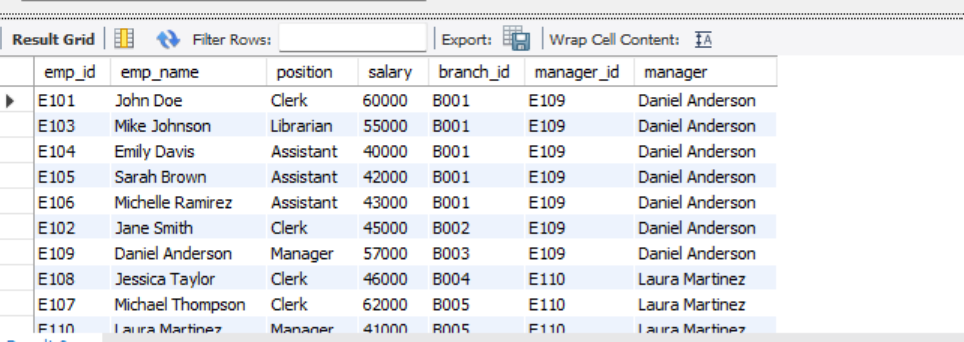 Result Grid Filter Rows: Export: Wrap Cell Content: IA
emp_id emp_name position salary branch_id manager_id manager
E101 John Doe Clerk 60000 B001 E109 Daniel Anderson
E103 Mike Johnson Librarian 55000 B001 E109 Daniel Anderson
E104 Emily Davis Assistant 40000 B001 E109 Daniel Anderson
E105 Sarah Brown Assistant 42000 B001 E109 Daniel Anderson
E106 Michelle Ramirez Assistant 43000 B001 E109 Daniel Anderson
E102 Jane Smith Clerk 45000 B002 E109 Daniel Anderson
E109 Daniel Anderson Manager 57000 B003 E109 Daniel Anderson
E108 Jessica Taylor Clerk 46000 B004 E110 Laura Martinez
E107 Michael Thompson Clerk 62000 B005 E110 Laura Martinez
E110 Laura Martinez Manager 41000 B005 E110 Laura Martinez